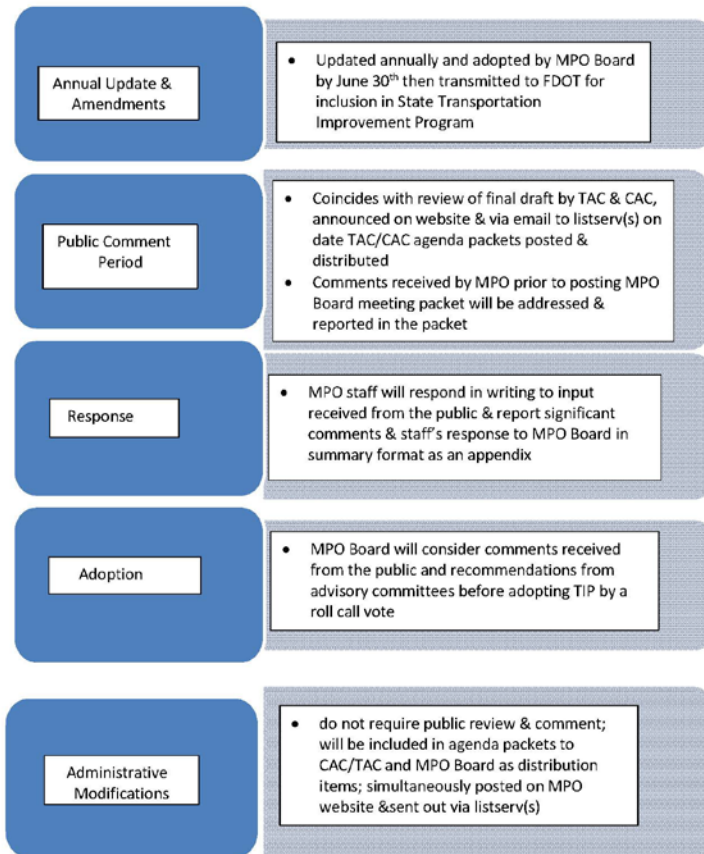 Annual Update &
Amendments
• Updated annually and adopted by MPO Board
by June 30th then transmitted to FDOT for
inclusion in State Transportation
Improvement Program
Public Comment
Period
• Coincides with review of final draft by TAC & CAC,
announced on website & via email to listserv(s) on
date TAC/CAC agenda packets posted &
distributed
• Comments received by MPO prior to posting MPO
Board meeting packet will be addressed &
reported in the packet
Response
• MPO staff will respond in writing to input
received from the public & report significant
comments & staff's response to MPO Board in
summary format as an appendix
Adoption
• MPO Board will consider comments received
from the public and recommendations from
advisory committees before adopting TIP by a
roll call vote
Administrative
Modifications
• do not require public review & comment;
will be included in agenda packets to
CAC/TAC and MPO Board as distribution
items; simultaneously posted on MPO
website &sent out via listserv(s)